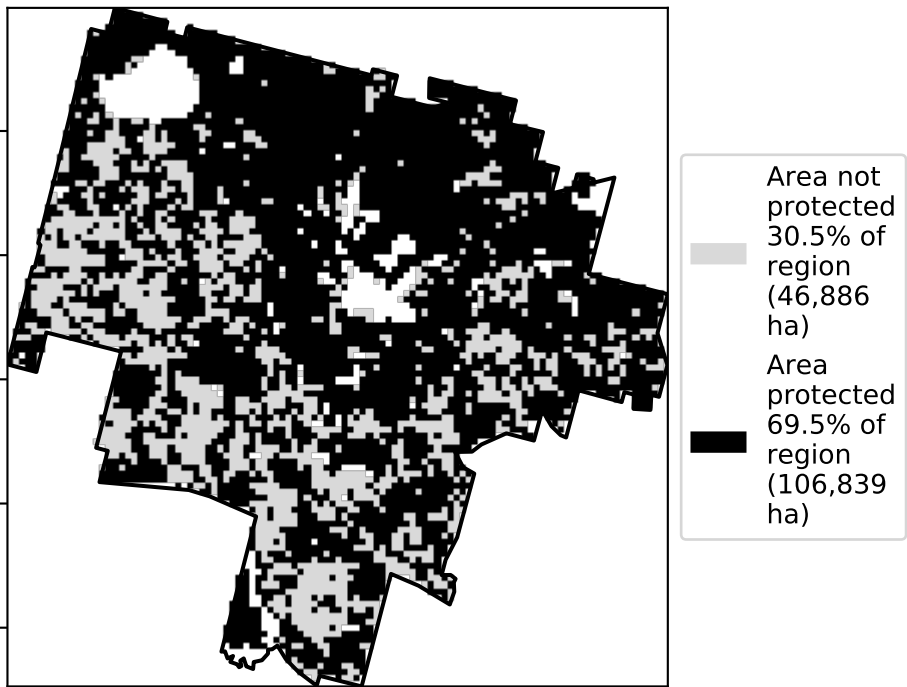 Area not
protected
30.5% of
region
(46,886
ha)
Area
protected
69.5% of
region
(106,839
ha)